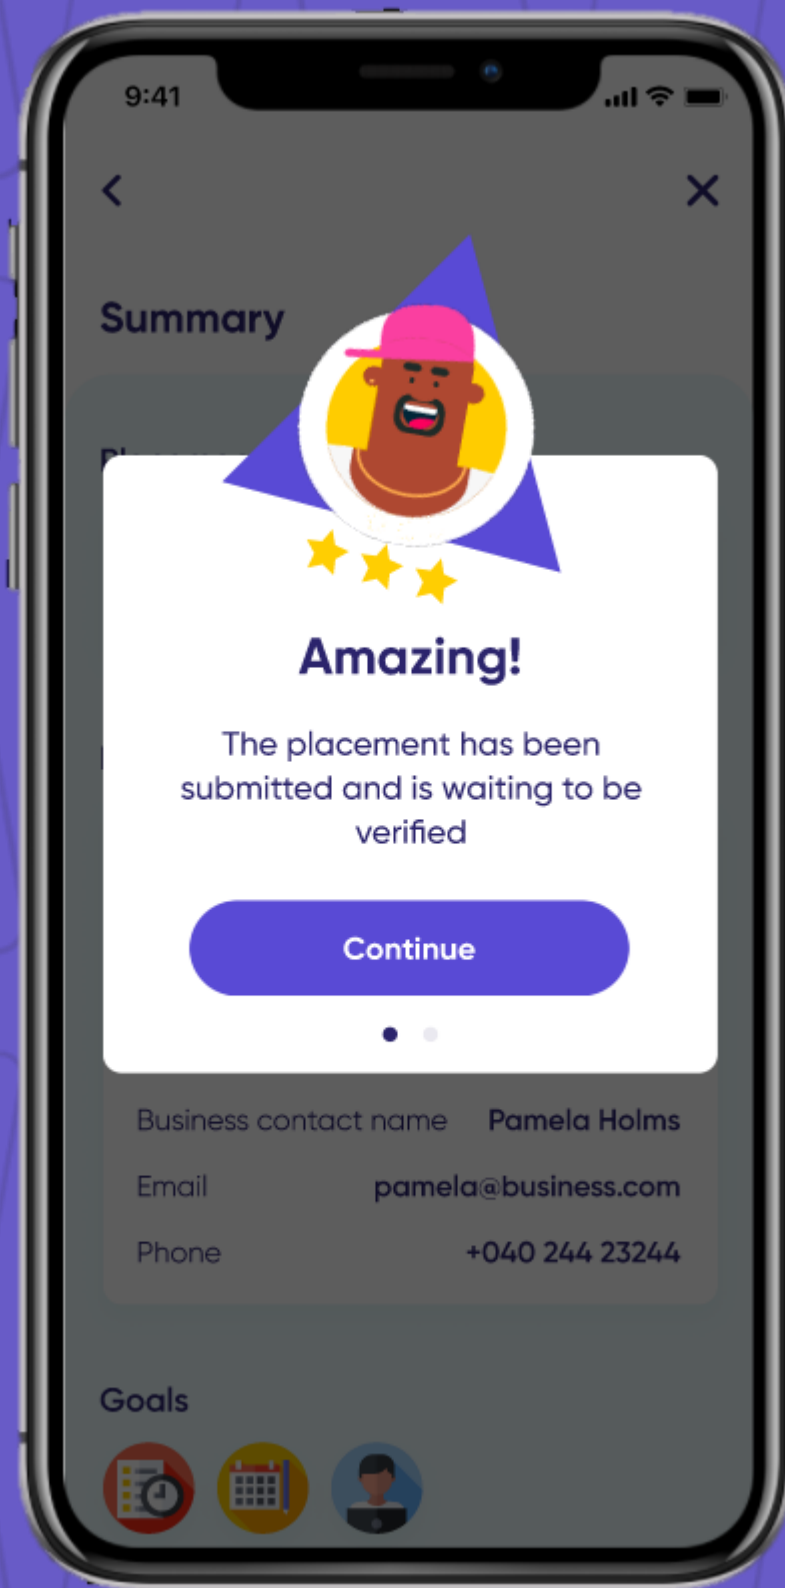 9:41
Summary
Amazing!
The placement has been
submitted and is waiting to be
verified
Continue
Business contact name Pamela Holms
Email pamela@business.com
Phone +040 244 23244
Goals